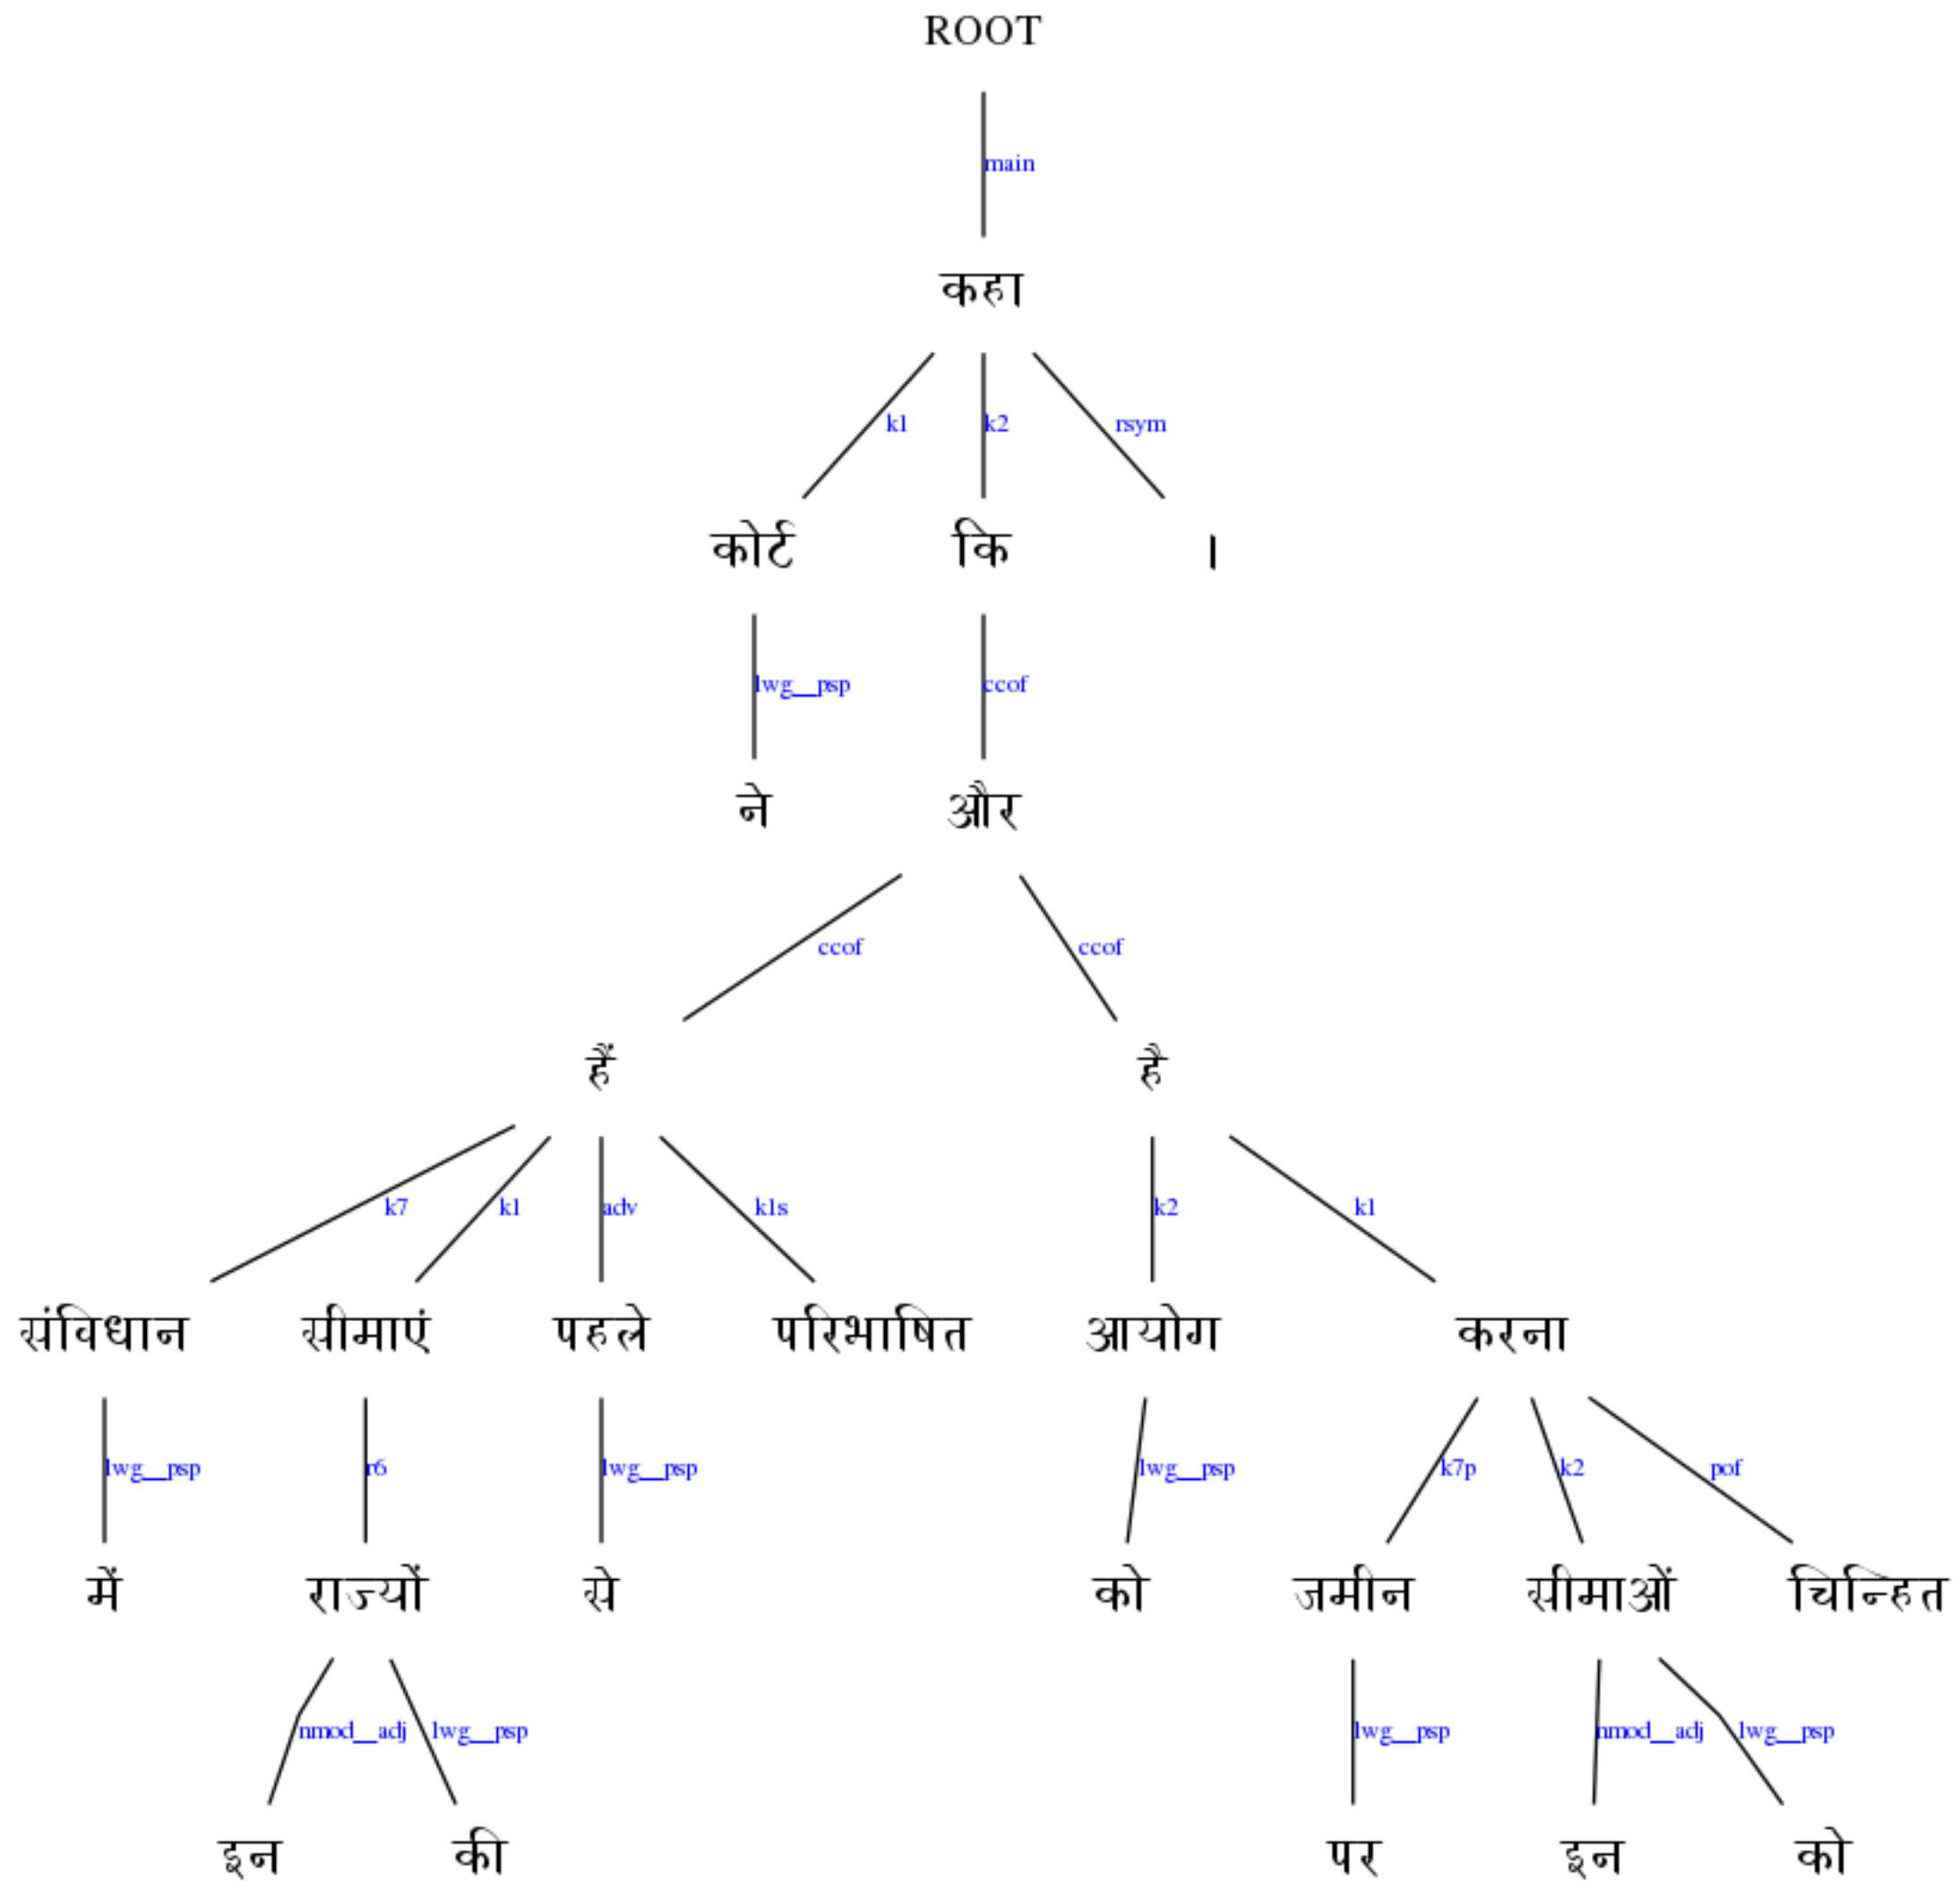 ROOT
main
कहा
k1 k2 rsym
कोर्ट कि ।
lwg__psp ccof
ने और
ccof ccof
हैं है
k7 k1 adv k1s k2 k1
संविधान सीमाएं पहले परिभाषित आयोग करना
lwg__psp r6 lwg__psp lwg__psp k7p k2 pof
में राज्यों से को जमीन सीमाओं चिन्हित
nmod__adj lwg__psp lwg__psp nmod__adj lwg__psp
इन की पर इन को